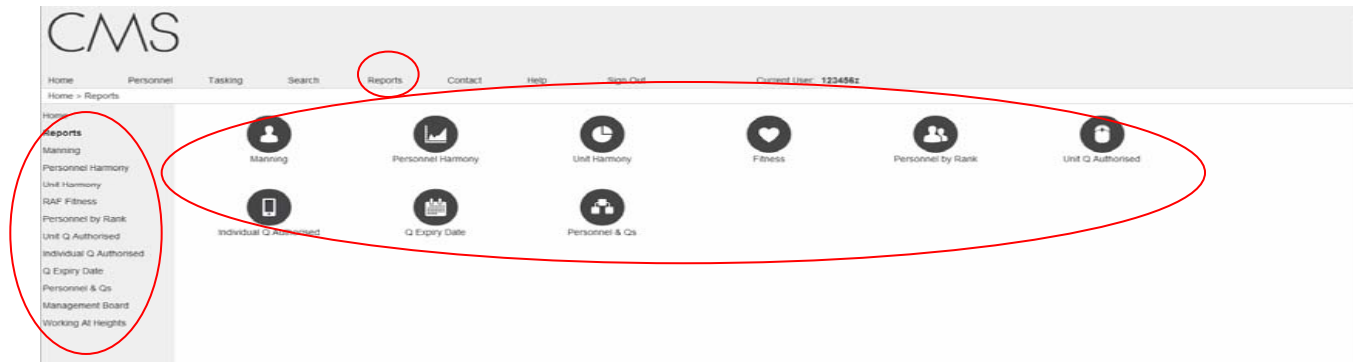 CMS
Home Personnel Tasking Search Reports Contact Help Sign Out Current User: 123456z
Home > Reports
Home
Reports
Manning
Personnel Harmony
Unit Harmony
RAF Fitness
Personnel by Rank
Unit Q Authorised
Individual Q Authorised
Q Expiry Date
Personnel & Qs
Management Board
Working At Heights
Manning Personnel Harmony Unit Harmony Fitness Personnel by Rank Unit Q Authorised
Individual Q Authorised Q Expiry Date Personnel & Qs